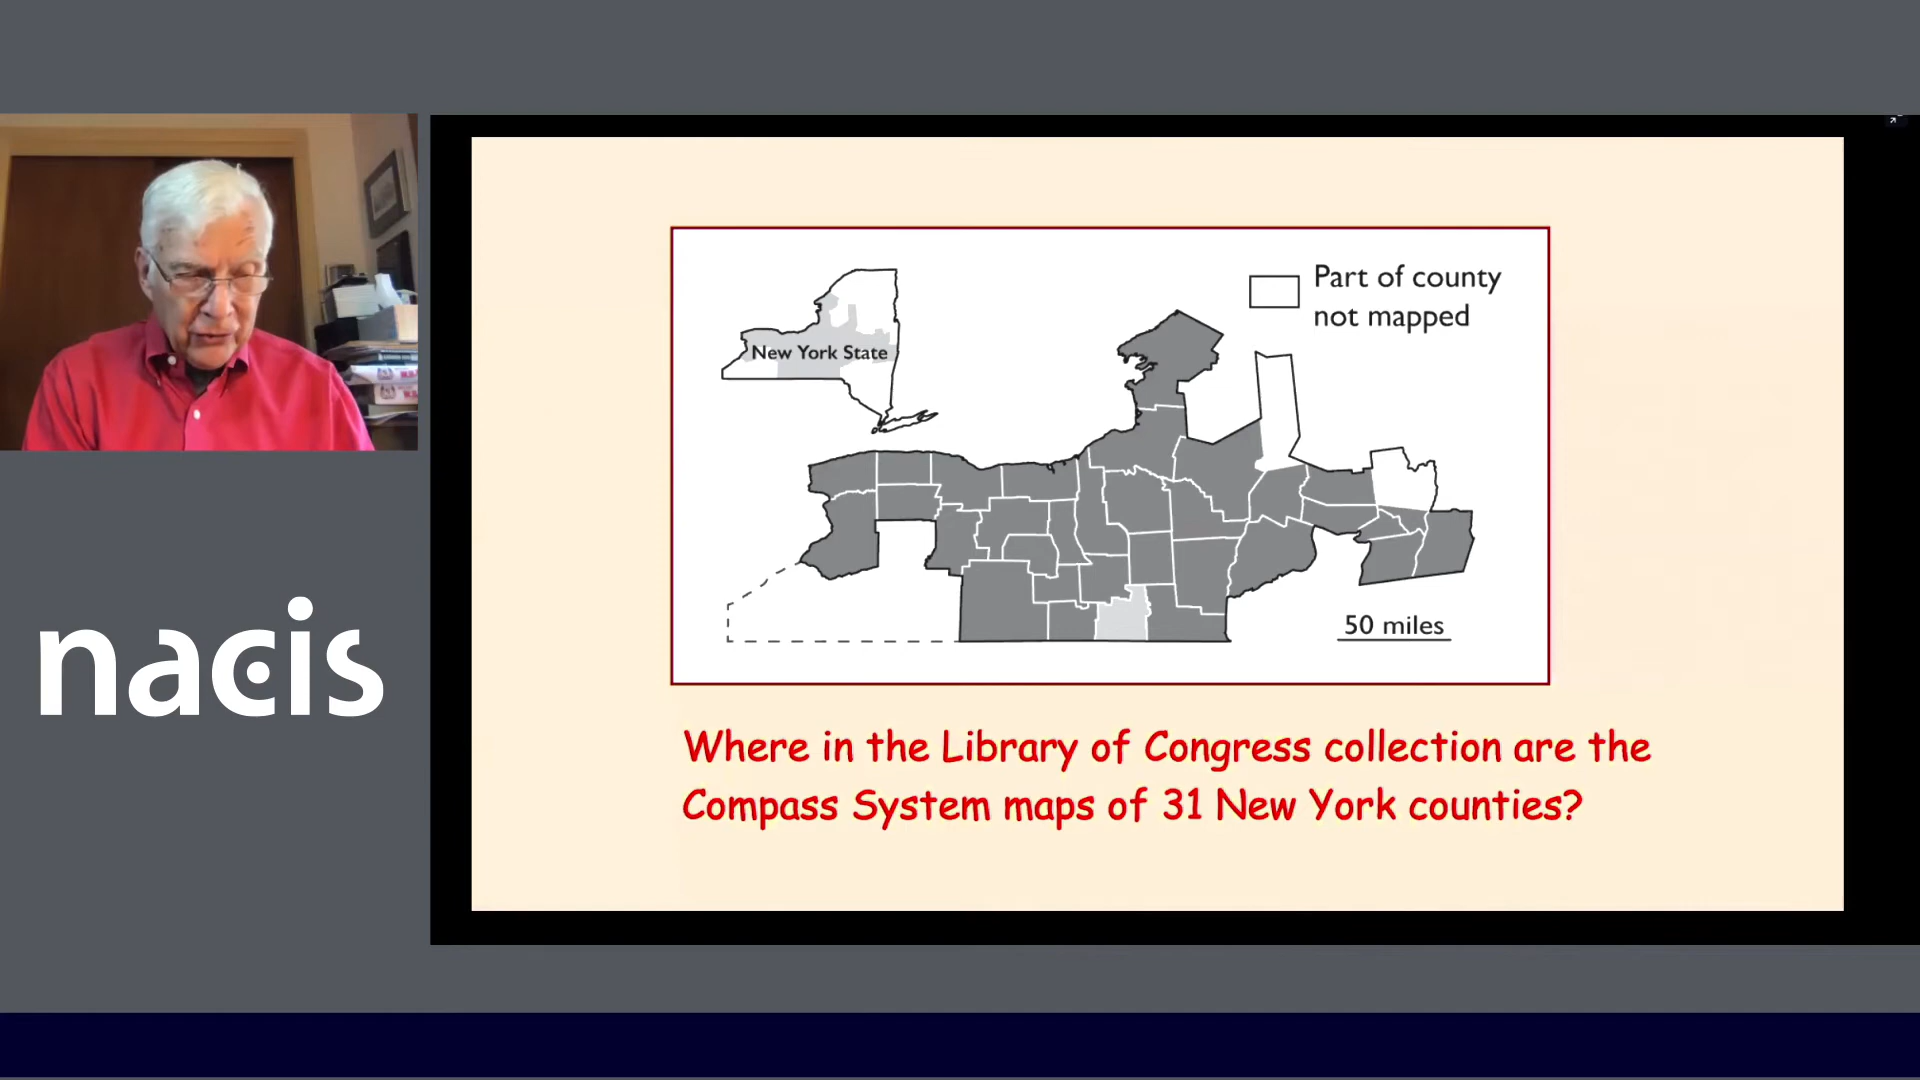 Part of county
not mapped
New York State
50 miles
nacis
Where in the Library of Congress collection are the
Compass System maps of 31 New York counties?